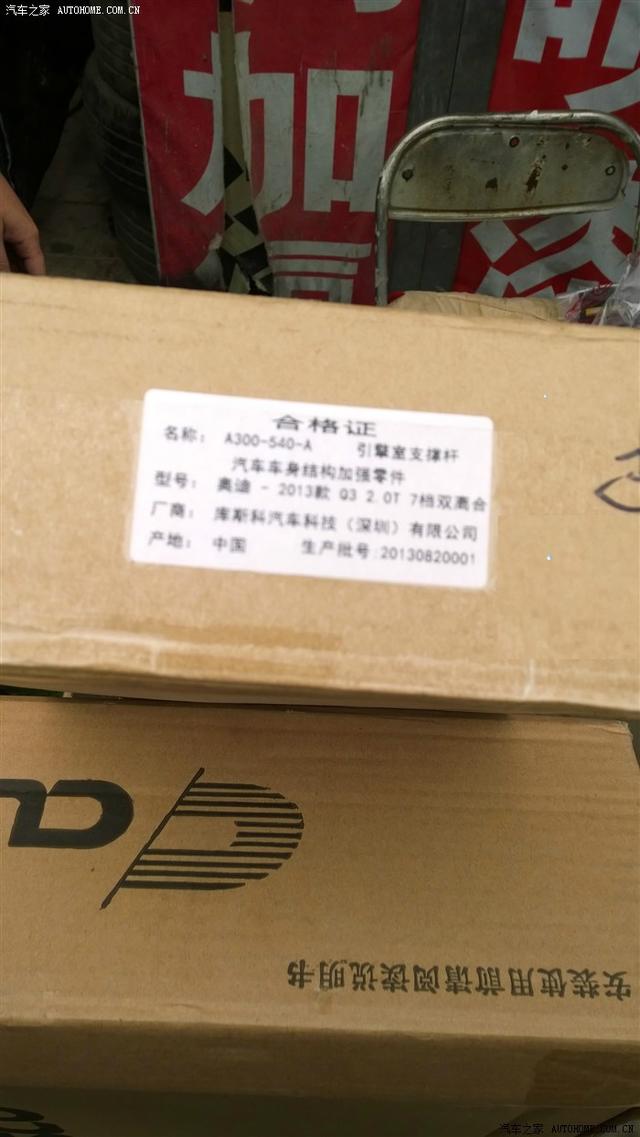 汽车之家 AUTOHOME.COM.CN
加
合格证
名称： A300-540-A 引擎室支撑杆
汽车车身结构加强零件
型号： 奥迪 - 2013款 Q3 2.0T 7档双离合
厂商： 库斯科汽车科技（深圳）有限公司
产地： 中国 生产批号:20130820001
安装使用前请阅读说明书
汽车之家 AUTOHOME.COM.CN